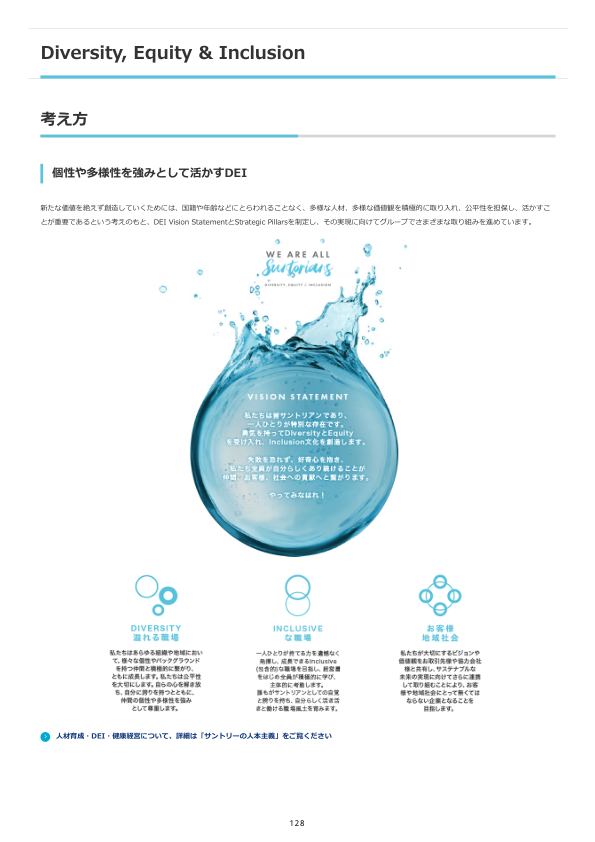 Diversity, Equity & Inclusion
考え方
個性や多様性を強みとして活かすDEI
新たな価値を絶えず創造していくためには、国籍や年齢などにとらわれることなく、多様な人材、多様な価値観を積極的に取り入れ、公平性を担保し、活かすこ
とが重要であるという考えのもと、DEI Vision StatementとStrategic Pillarsを制定し、その実現に向けてグループでさまざまな取り組みを進めています。
WE ARE ALL
Suntorians
DIVERSITY, EQUITY & INCLUSION
VISION STATEMENT
私たちは皆サントリアンであり、
一人ひとりが特別な存在です。
勇気を持ってDiversityとEquity
を受け入れ、Inclusion文化を創造します。
失敗を恐れず、好奇心を抱き、
私たち全員が自分らしくあり続けることが
仲間、お客様、社会への貢献へと繋がります。
やってみなはれ！
DIVERSITY
溢れる職場
私たちはあらゆる組織や地域におい
て、様々な個性やバックグラウンド
を持つ仲間と積極的に繋がり、
ともに成長します。私たちは公平性
を大切にします。自らの心を解き放
ち、自分に誇りを持つとともに、
仲間の個性や多様性を強み
として尊重します。
INCLUSIVE
な職場
一人ひとりが持てる力を遺憾なく
発揮し、成長できるInclusive
(包含的)な職場を目指し、経営層
をはじめ全員が積極的に学び、
主体的に考動します。
誰もがサントリアンとしての自覚
と誇りを持ち、自分らしく活き活
きと働ける職場風土を育みます。
お客様
地域社会
私たちが大切にするビジョンや
価値観をお取引先様や協力会社
様と共有し、サステナブルな
未来の実現に向けてさらに連携
して取り組むことにより、お客
様や地域社会にとって無くては
ならない企業となることを
目指します。
人材育成・DEI・健康経営について、詳細は「サントリーの人本主義」をご覧ください
128